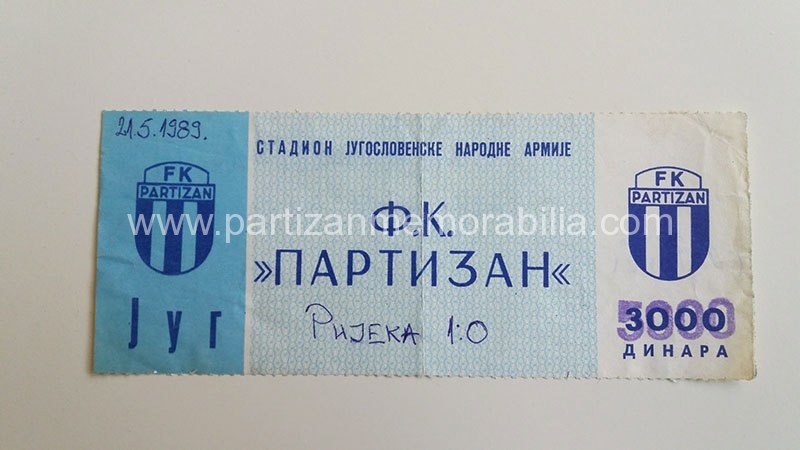 21.5.1989.
FK
PARTIZAN
Југ
СТАДИОН ЈУГОСЛОВЕНСКЕ НАРОДНЕ АРМИЈЕ
Ф.К.
»ПАРТИЗАН«
РИЈЕКА 1:0
FK
PARTIZAN
3000
5000
ДИНАРА
www.partizanmemorabilia.com